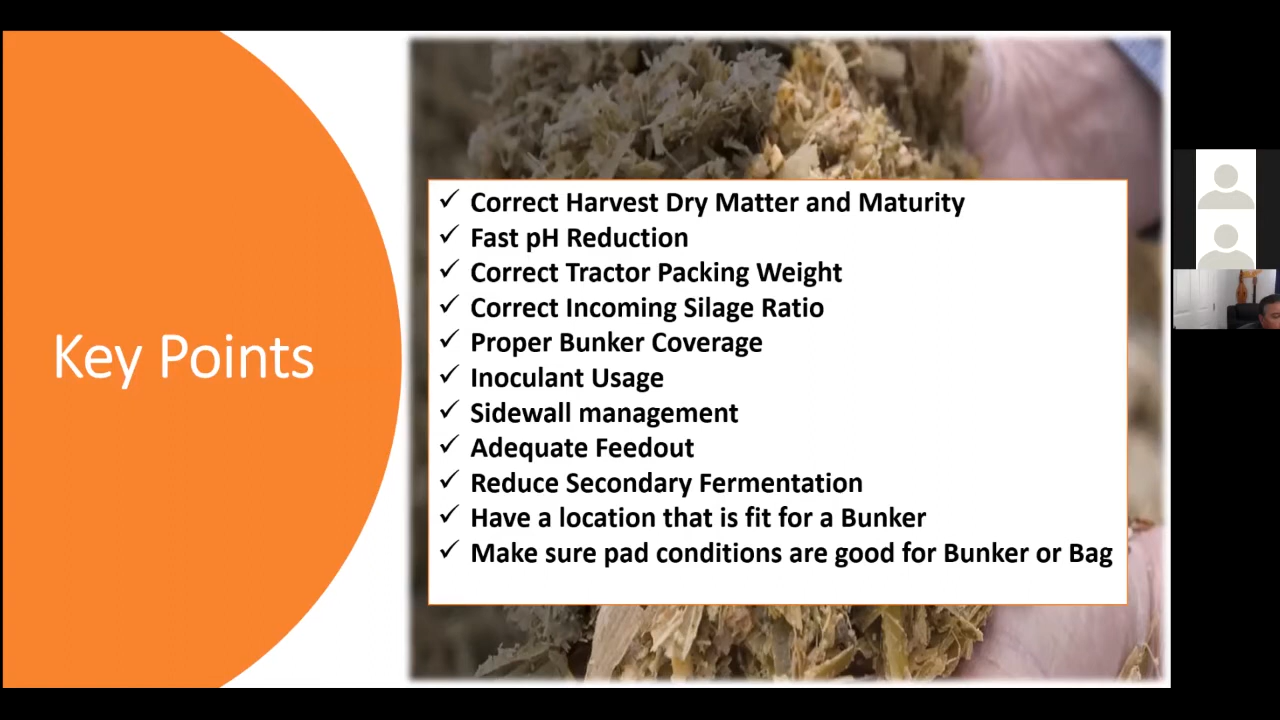 Key Points
✓ Correct Harvest Dry Matter and Maturity
✓ Fast pH Reduction
✓ Correct Tractor Packing Weight
✓ Correct Incoming Silage Ratio
✓ Proper Bunker Coverage
✓ Inoculant Usage
✓ Sidewall management
✓ Adequate Feedout
✓ Reduce Secondary Fermentation
✓ Have a location that is fit for a Bunker
✓ Make sure pad conditions are good for Bunker or Bag